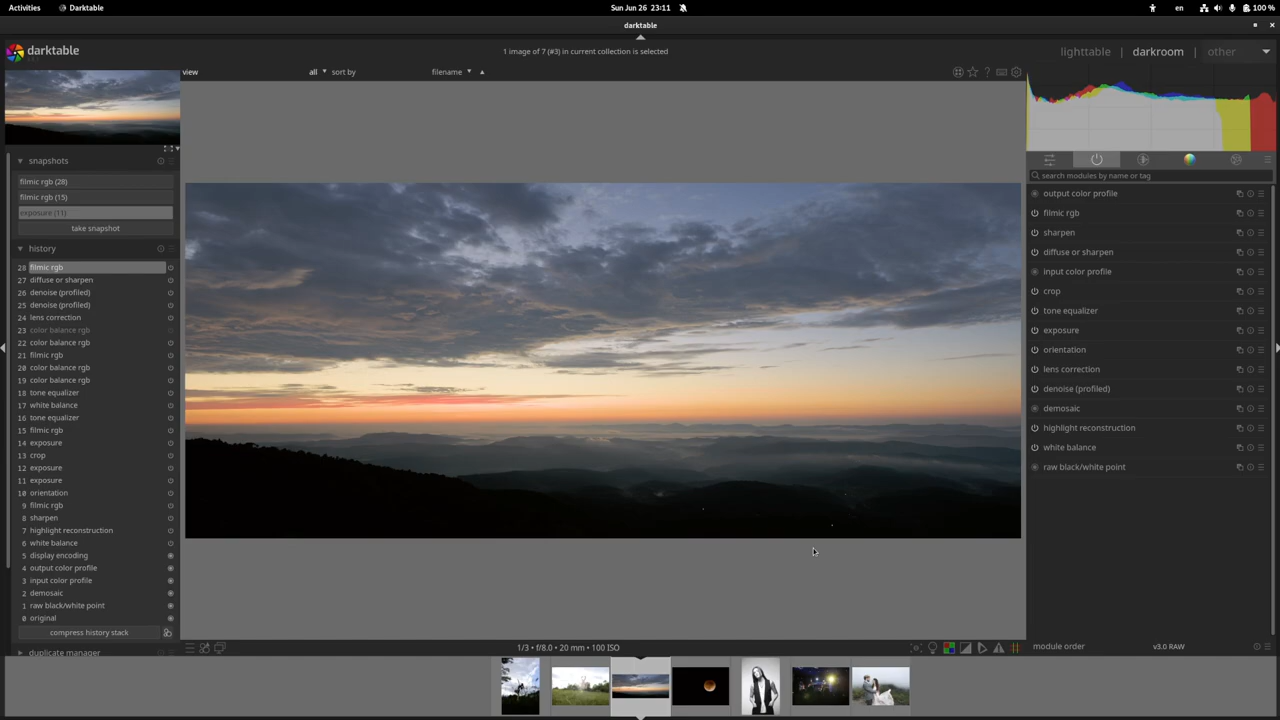 Activities Darktable Sun Jun 26 23:11 en 100 %
darktable
darktable 1 image of 7 (#3) in current collection is selected lighttable | darkroom | other
view all sort by filename
snapshots
filmic rgb (28)
filmic rgb (15)
exposure (11)
take snapshot
history
28 filmic rgb
27 diffuse or sharpen
26 denoise (profiled)
25 denoise (profiled)
24 lens correction
23 color balance rgb
22 color balance rgb
21 filmic rgb
20 color balance rgb
19 color balance rgb
18 tone equalizer
17 white balance
16 tone equalizer
15 filmic rgb
14 exposure
13 crop
12 exposure
11 exposure
10 orientation
9 filmic rgb
8 sharpen
7 highlight reconstruction
6 white balance
5 display encoding
4 output color profile
3 input color profile
2 demosaic
1 raw black/white point
0 original
compress history stack
duplicate manager
1/3 • f/8.0 • 20 mm • 100 ISO
search modules by name or tag
output color profile
filmic rgb
sharpen
diffuse or sharpen
input color profile
crop
tone equalizer
exposure
orientation
lens correction
denoise (profiled)
demosaic
highlight reconstruction
white balance
raw black/white point
module order v3.0 RAW